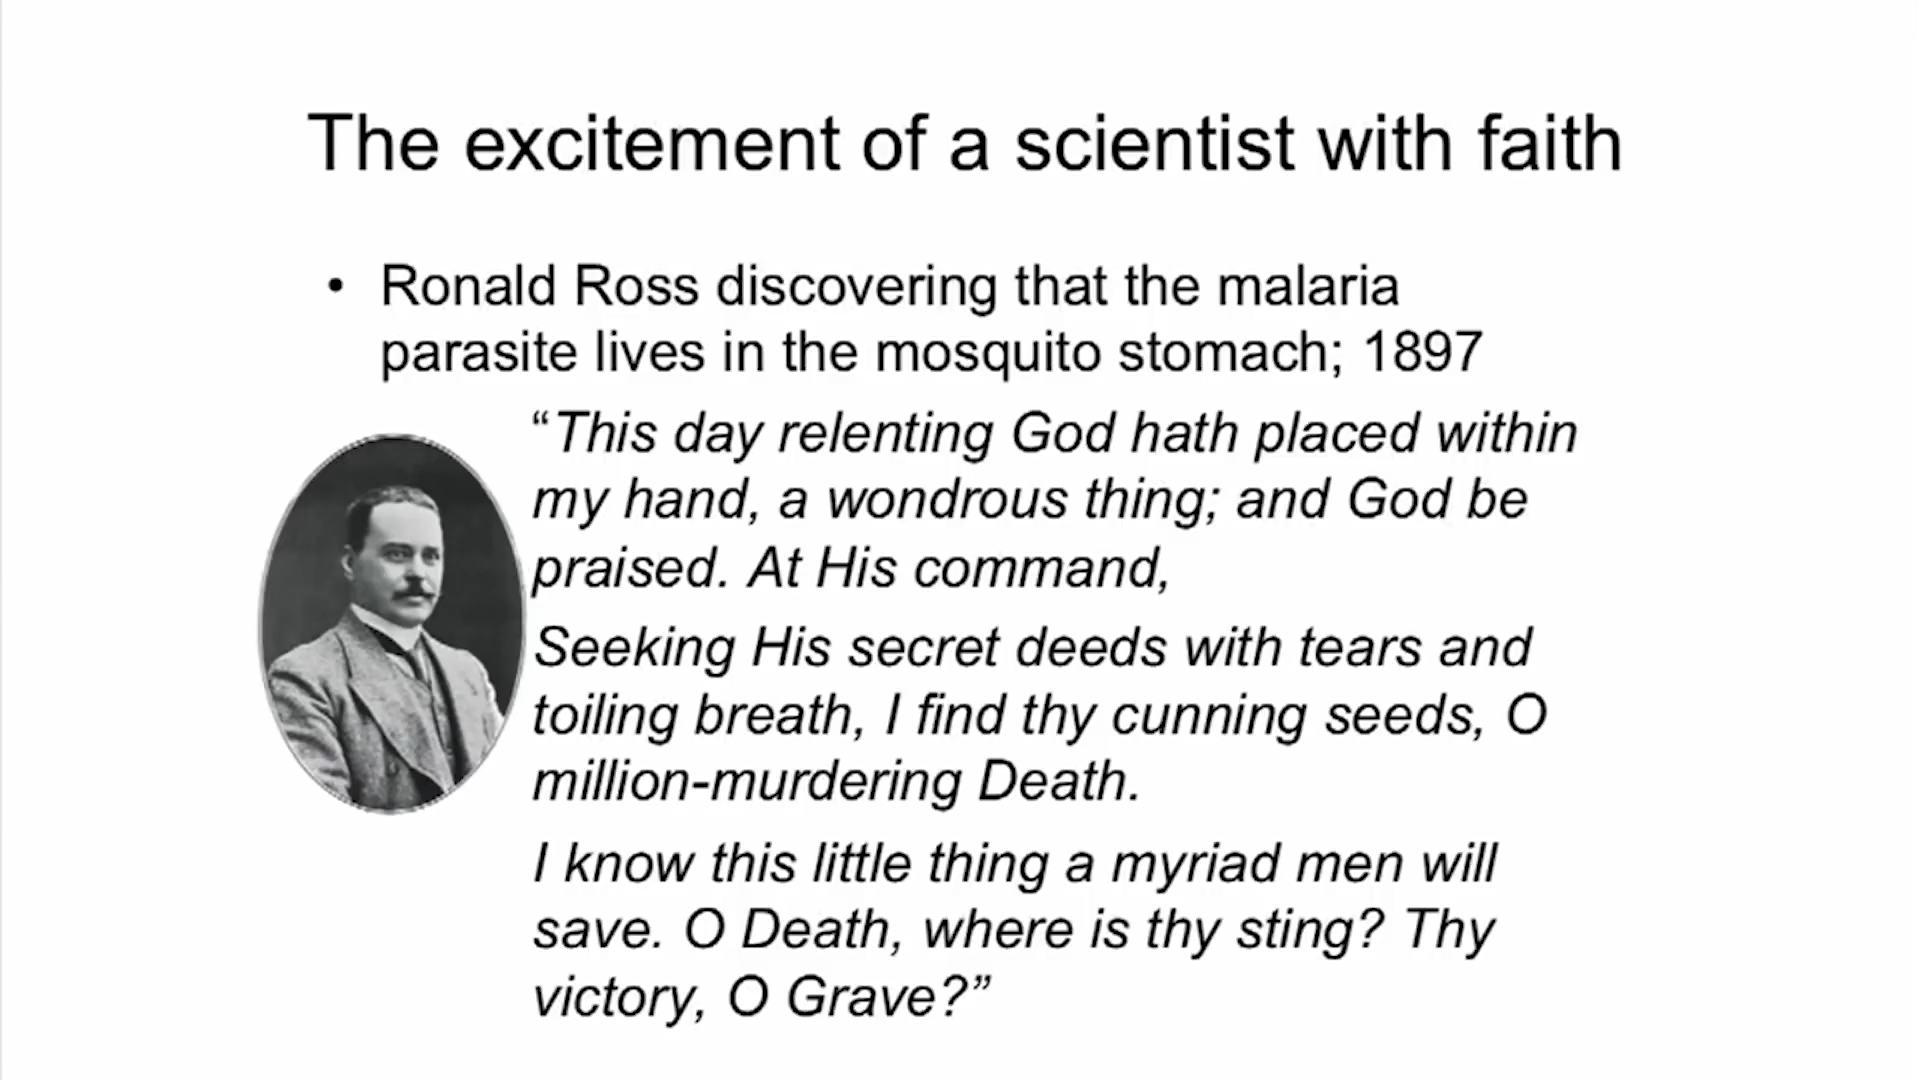 The excitement of a scientist with faith
• Ronald Ross discovering that the malaria
parasite lives in the mosquito stomach; 1897
“This day relenting God hath placed within
my hand, a wondrous thing; and God be
praised. At His command,
Seeking His secret deeds with tears and
toiling breath, I find thy cunning seeds, O
million-murdering Death.
I know this little thing a myriad men will
save. O Death, where is thy sting? Thy
victory, O Grave?”